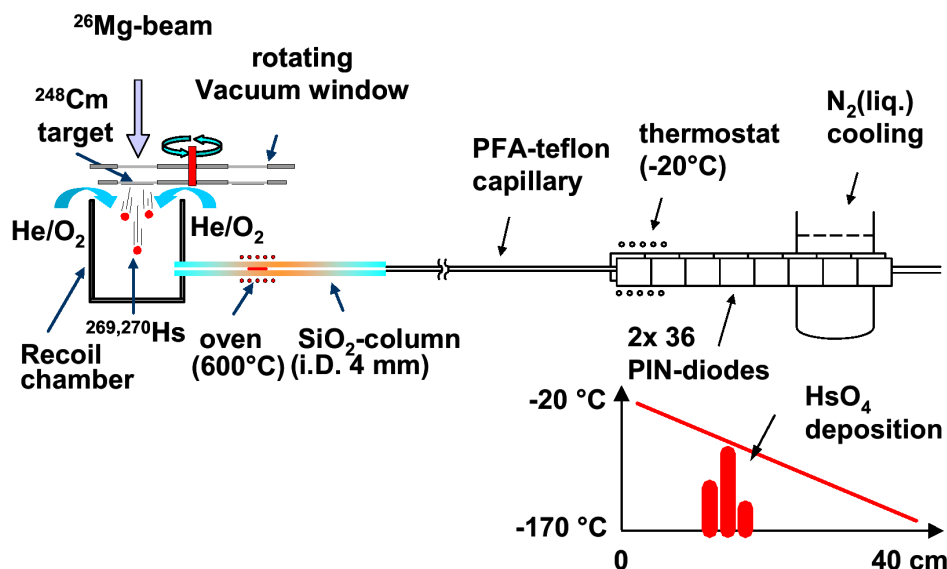 ²⁶Mg-beam
rotating
Vacuum window
²⁴⁸Cm
target
He/O₂
He/O₂
²⁶⁹,²⁷⁰Hs
Recoil
chamber
oven
(600°C)
SiO₂-column
(i.D. 4 mm)
PFA-teflon
capillary
thermostat
(-20°C)
N₂(liq.)
cooling
2x 36
PIN-diodes
-20 °C
HsO₄
deposition
-170 °C
0
40 cm